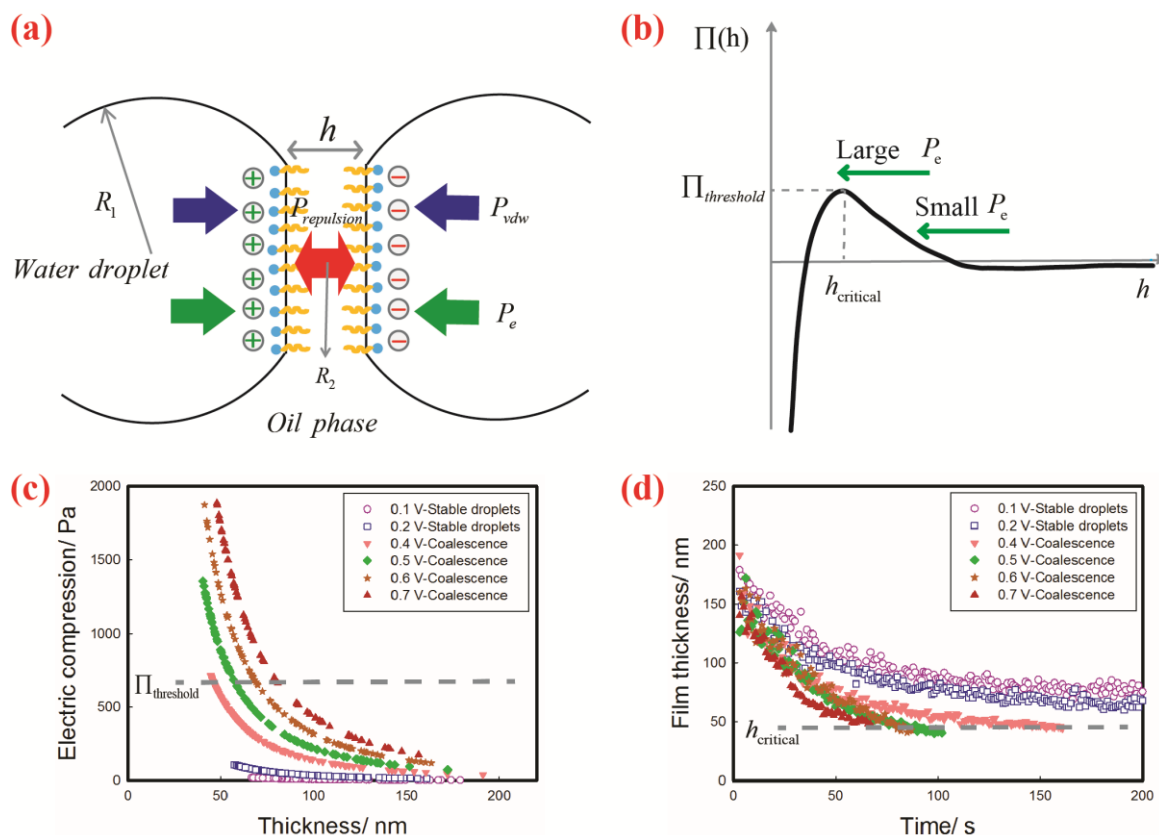 (a)
h
R1
Prepulsion
Pvdw
Water droplet
Pe
R2
Oil phase
(b)
Π(h)
Large Pe
Πthreshold
Small Pe
hcritical
h
(c)
2000
1500
1000
500
0
Electric compression/ Pa
Πthreshold
0.1 V-Stable droplets
0.2 V-Stable droplets
0.4 V-Coalescence
0.5 V-Coalescence
0.6 V-Coalescence
0.7 V-Coalescence
0 50 100 150 200
Thickness/ nm
(d)
250
200
150
100
50
0
Film thickness/ nm
hcritical
0.1 V-Stable droplets
0.2 V-Stable droplets
0.4 V-Coalescence
0.5 V-Coalescence
0.6 V-Coalescence
0.7 V-Coalescence
0 50 100 150 200
Time/ s